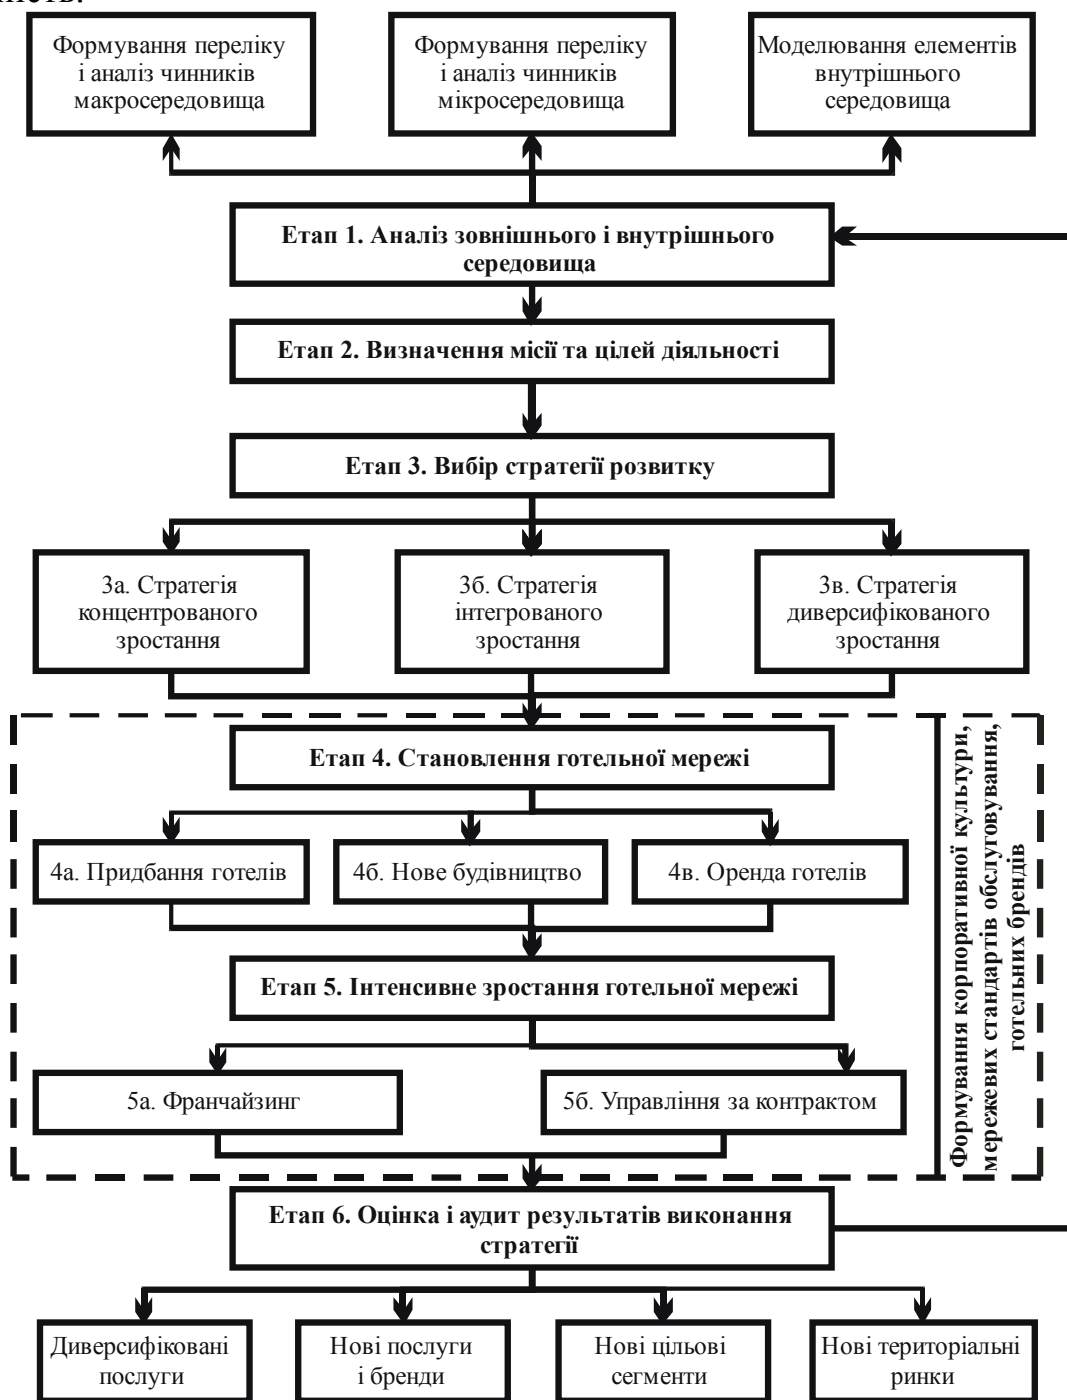 Формування переліку
і аналіз чинників
макросередовища
Формування переліку
і аналіз чинників
мікросередовища
Моделювання елементів
внутрішнього
середовища
Етап 1. Аналіз зовнішнього і внутрішнього
середовища
Етап 2. Визначення місії та цілей діяльності
Етап 3. Вибір стратегії розвитку
3а. Стратегія
концентрованого
зростання
3б. Стратегія
інтегрованого
зростання
3в. Стратегія
диверсифікованого
зростання
Етап 4. Становлення готельної мережі
4а. Придбання готелів
4б. Нове будівництво
4в. Оренда готелів
Етап 5. Інтенсивне зростання готельної мережі
5а. Франчайзинг
5б. Управління за контрактом
Формування корпоративної культури,
мережевих стандартів обслуговування,
готельних брендів
Етап 6. Оцінка і аудит результатів виконання
стратегії
Диверсифіковані
послуги
Нові послуги
і бренди
Нові цільові
сегменти
Нові територіальні
ринки